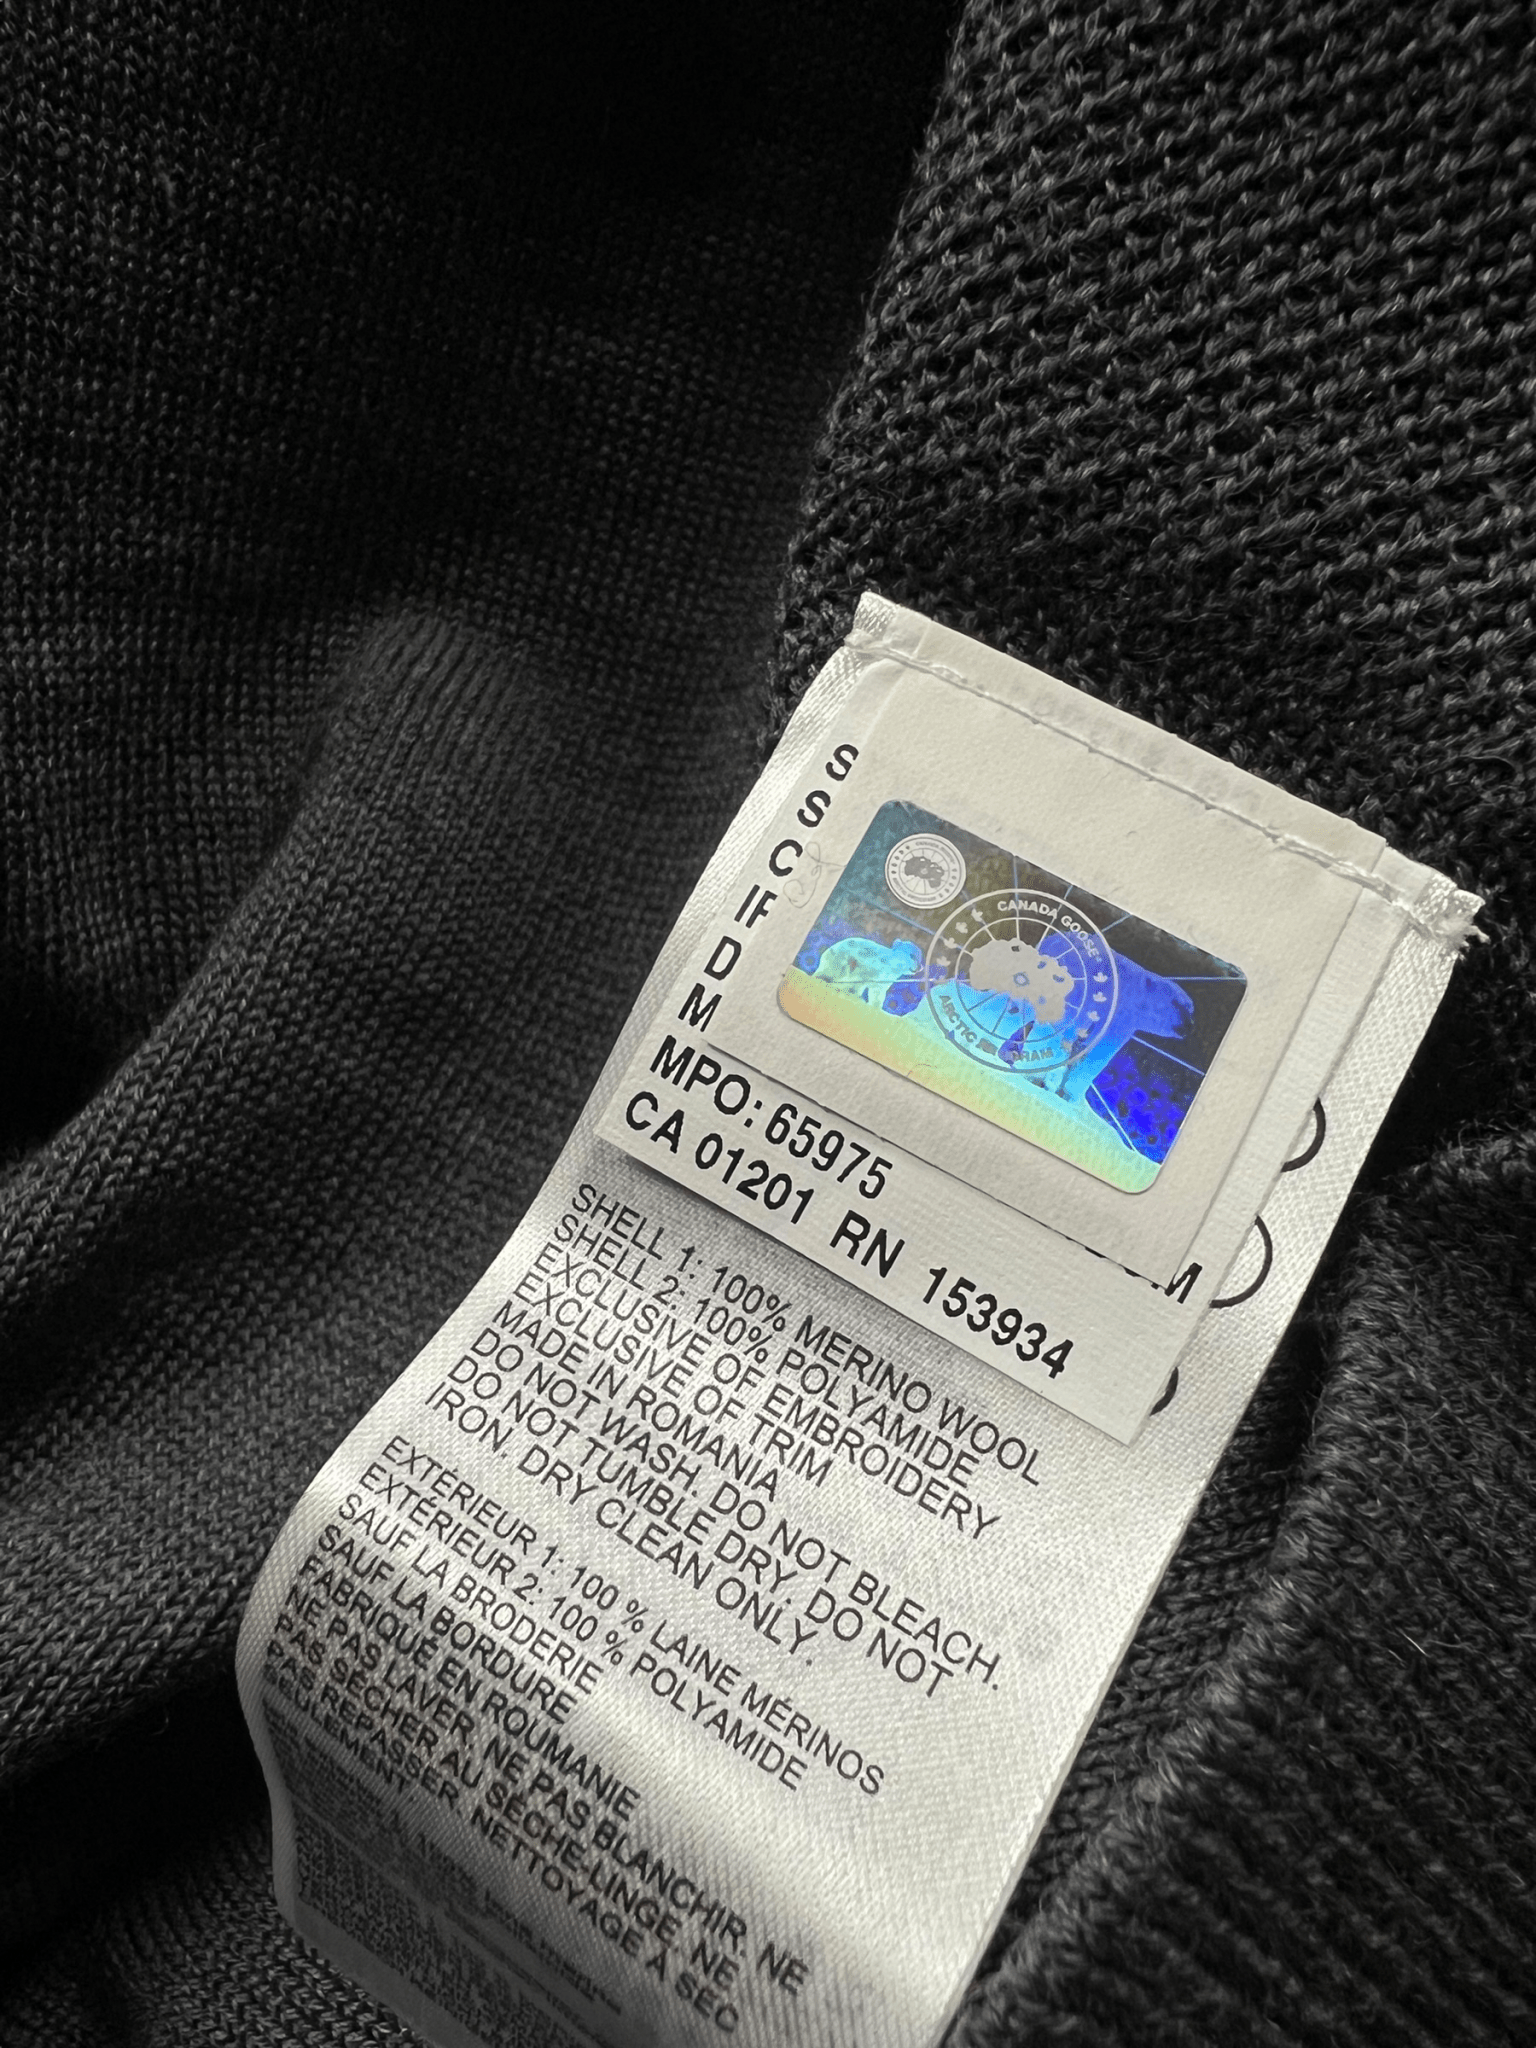 S
S
C
D
M
MPO: 65975
CA 01201 RN 153934
CANADA GOOSE
ARCTIC
SHELL 1: 100% MERINO WOOL
SHELL 2: 100% POLYAMIDE
EXCLUSIVE OF EMBROIDERY
EXCLUSIVE OF TRIM
MADE IN ROMANIA
DO NOT WASH. DO NOT BLEACH.
DO NOT TUMBLE DRY. DO NOT
IRON. DRY CLEAN ONLY.
EXTÉRIEUR 1: 100 % LAINE MÉRINOS
EXTÉRIEUR 2: 100 % POLYAMIDE
SAUF LA BRODERIE
SAUF LA BORDURE
FABRIQUÉ EN ROUMANIE
NE PAS LAVER. NE PAS BLANCHIR. NE
PAS SÉCHER AU SÈCHE-LINGE. NE
PAS REPASSER. NETTOYAGE À SEC
SEULEMENT